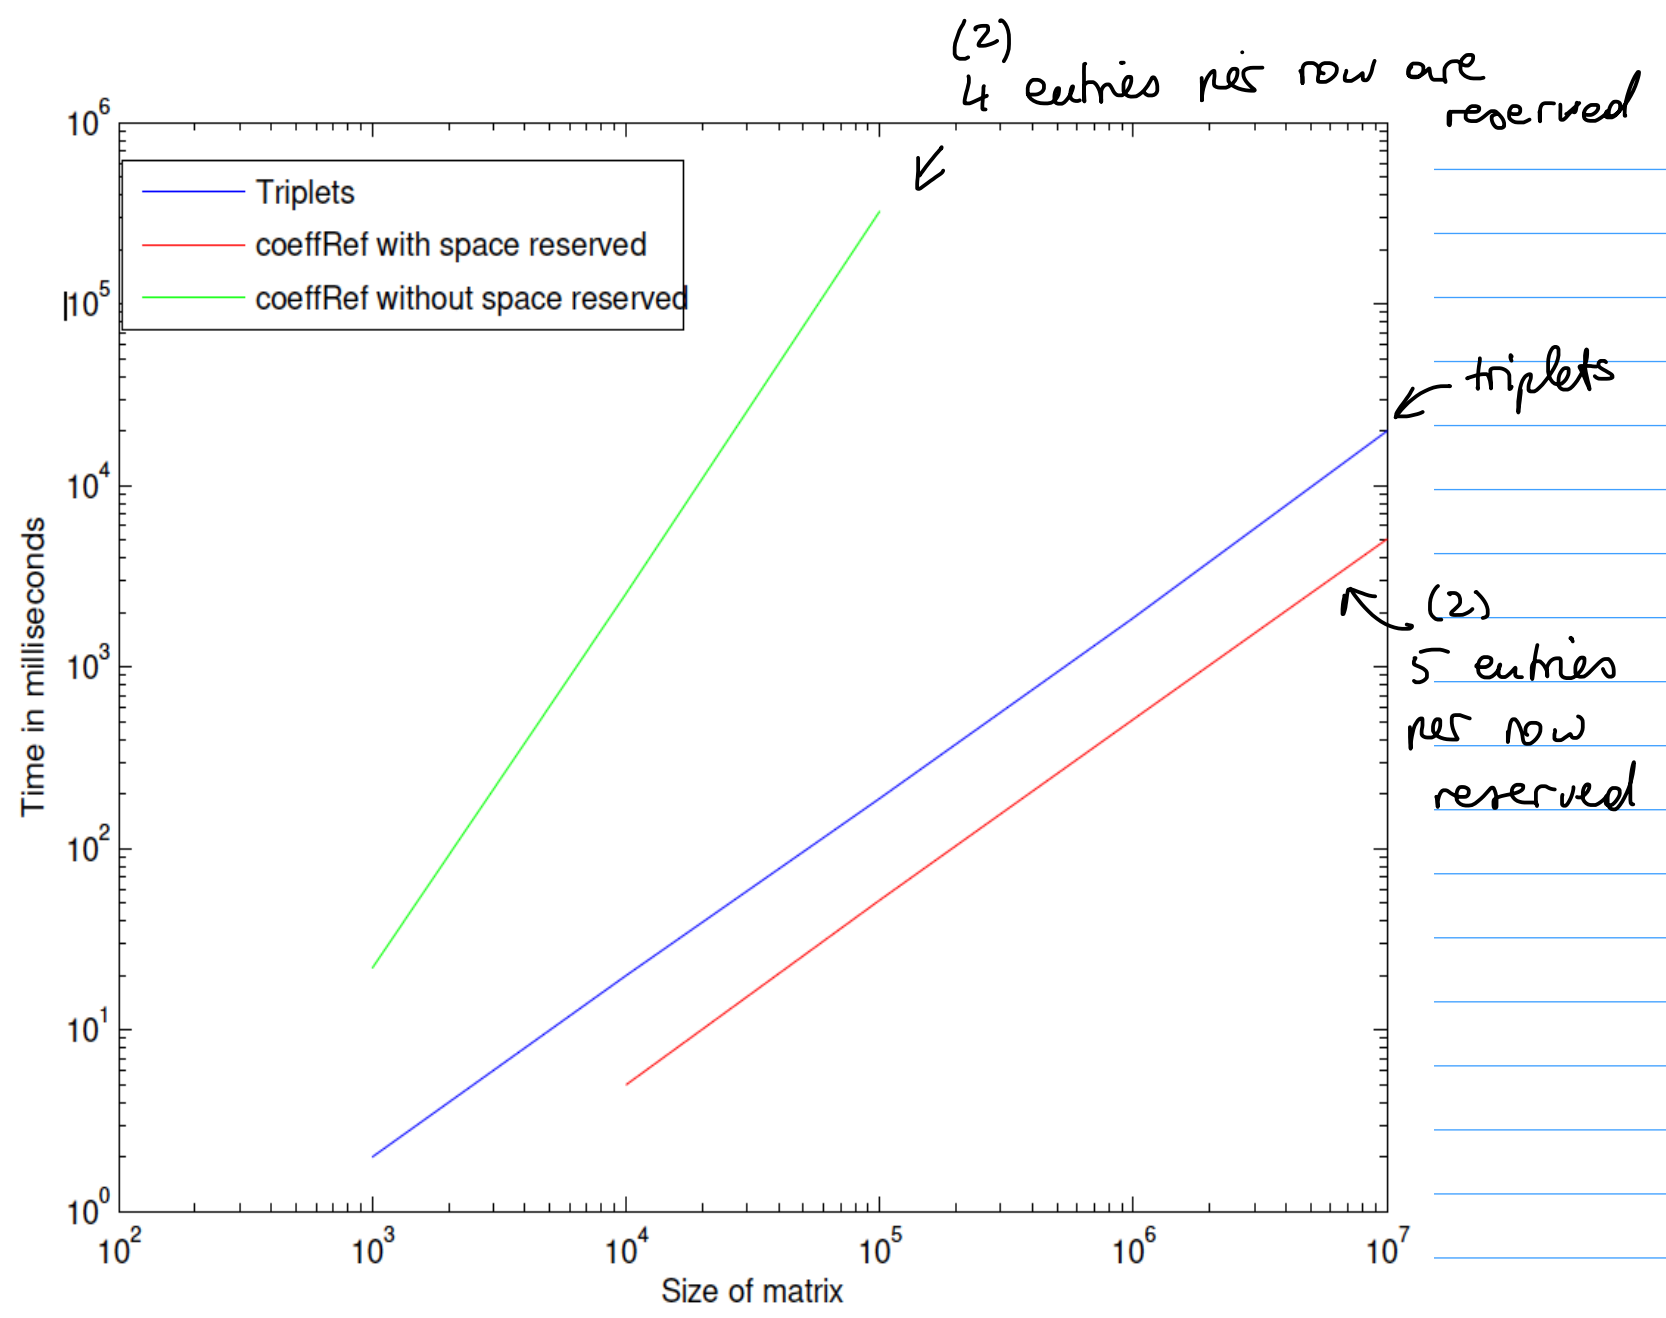 (2)
4 entries per row are
reserved
10^6
Triplets
coeffRef with space reserved
coeffRef without space reserved
10^5
triplets
10^4
Time in milliseconds
(2)
5 entries
per row
reserved
10^3
10^2
10^1
10^0
10^2 10^3 10^4 10^5 10^6 10^7
Size of matrix